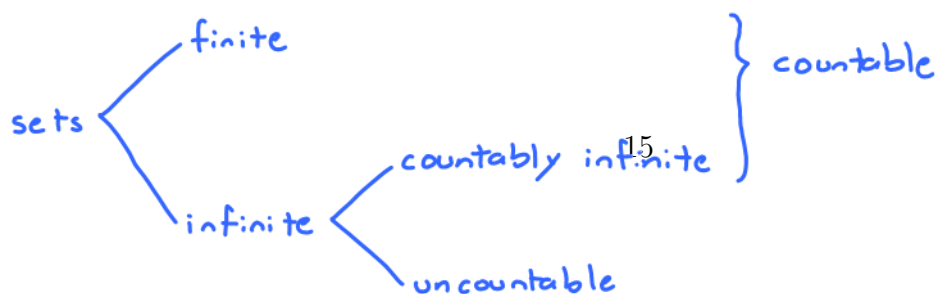 finite
countable
sets
15
countably infinite
infinite
uncountable